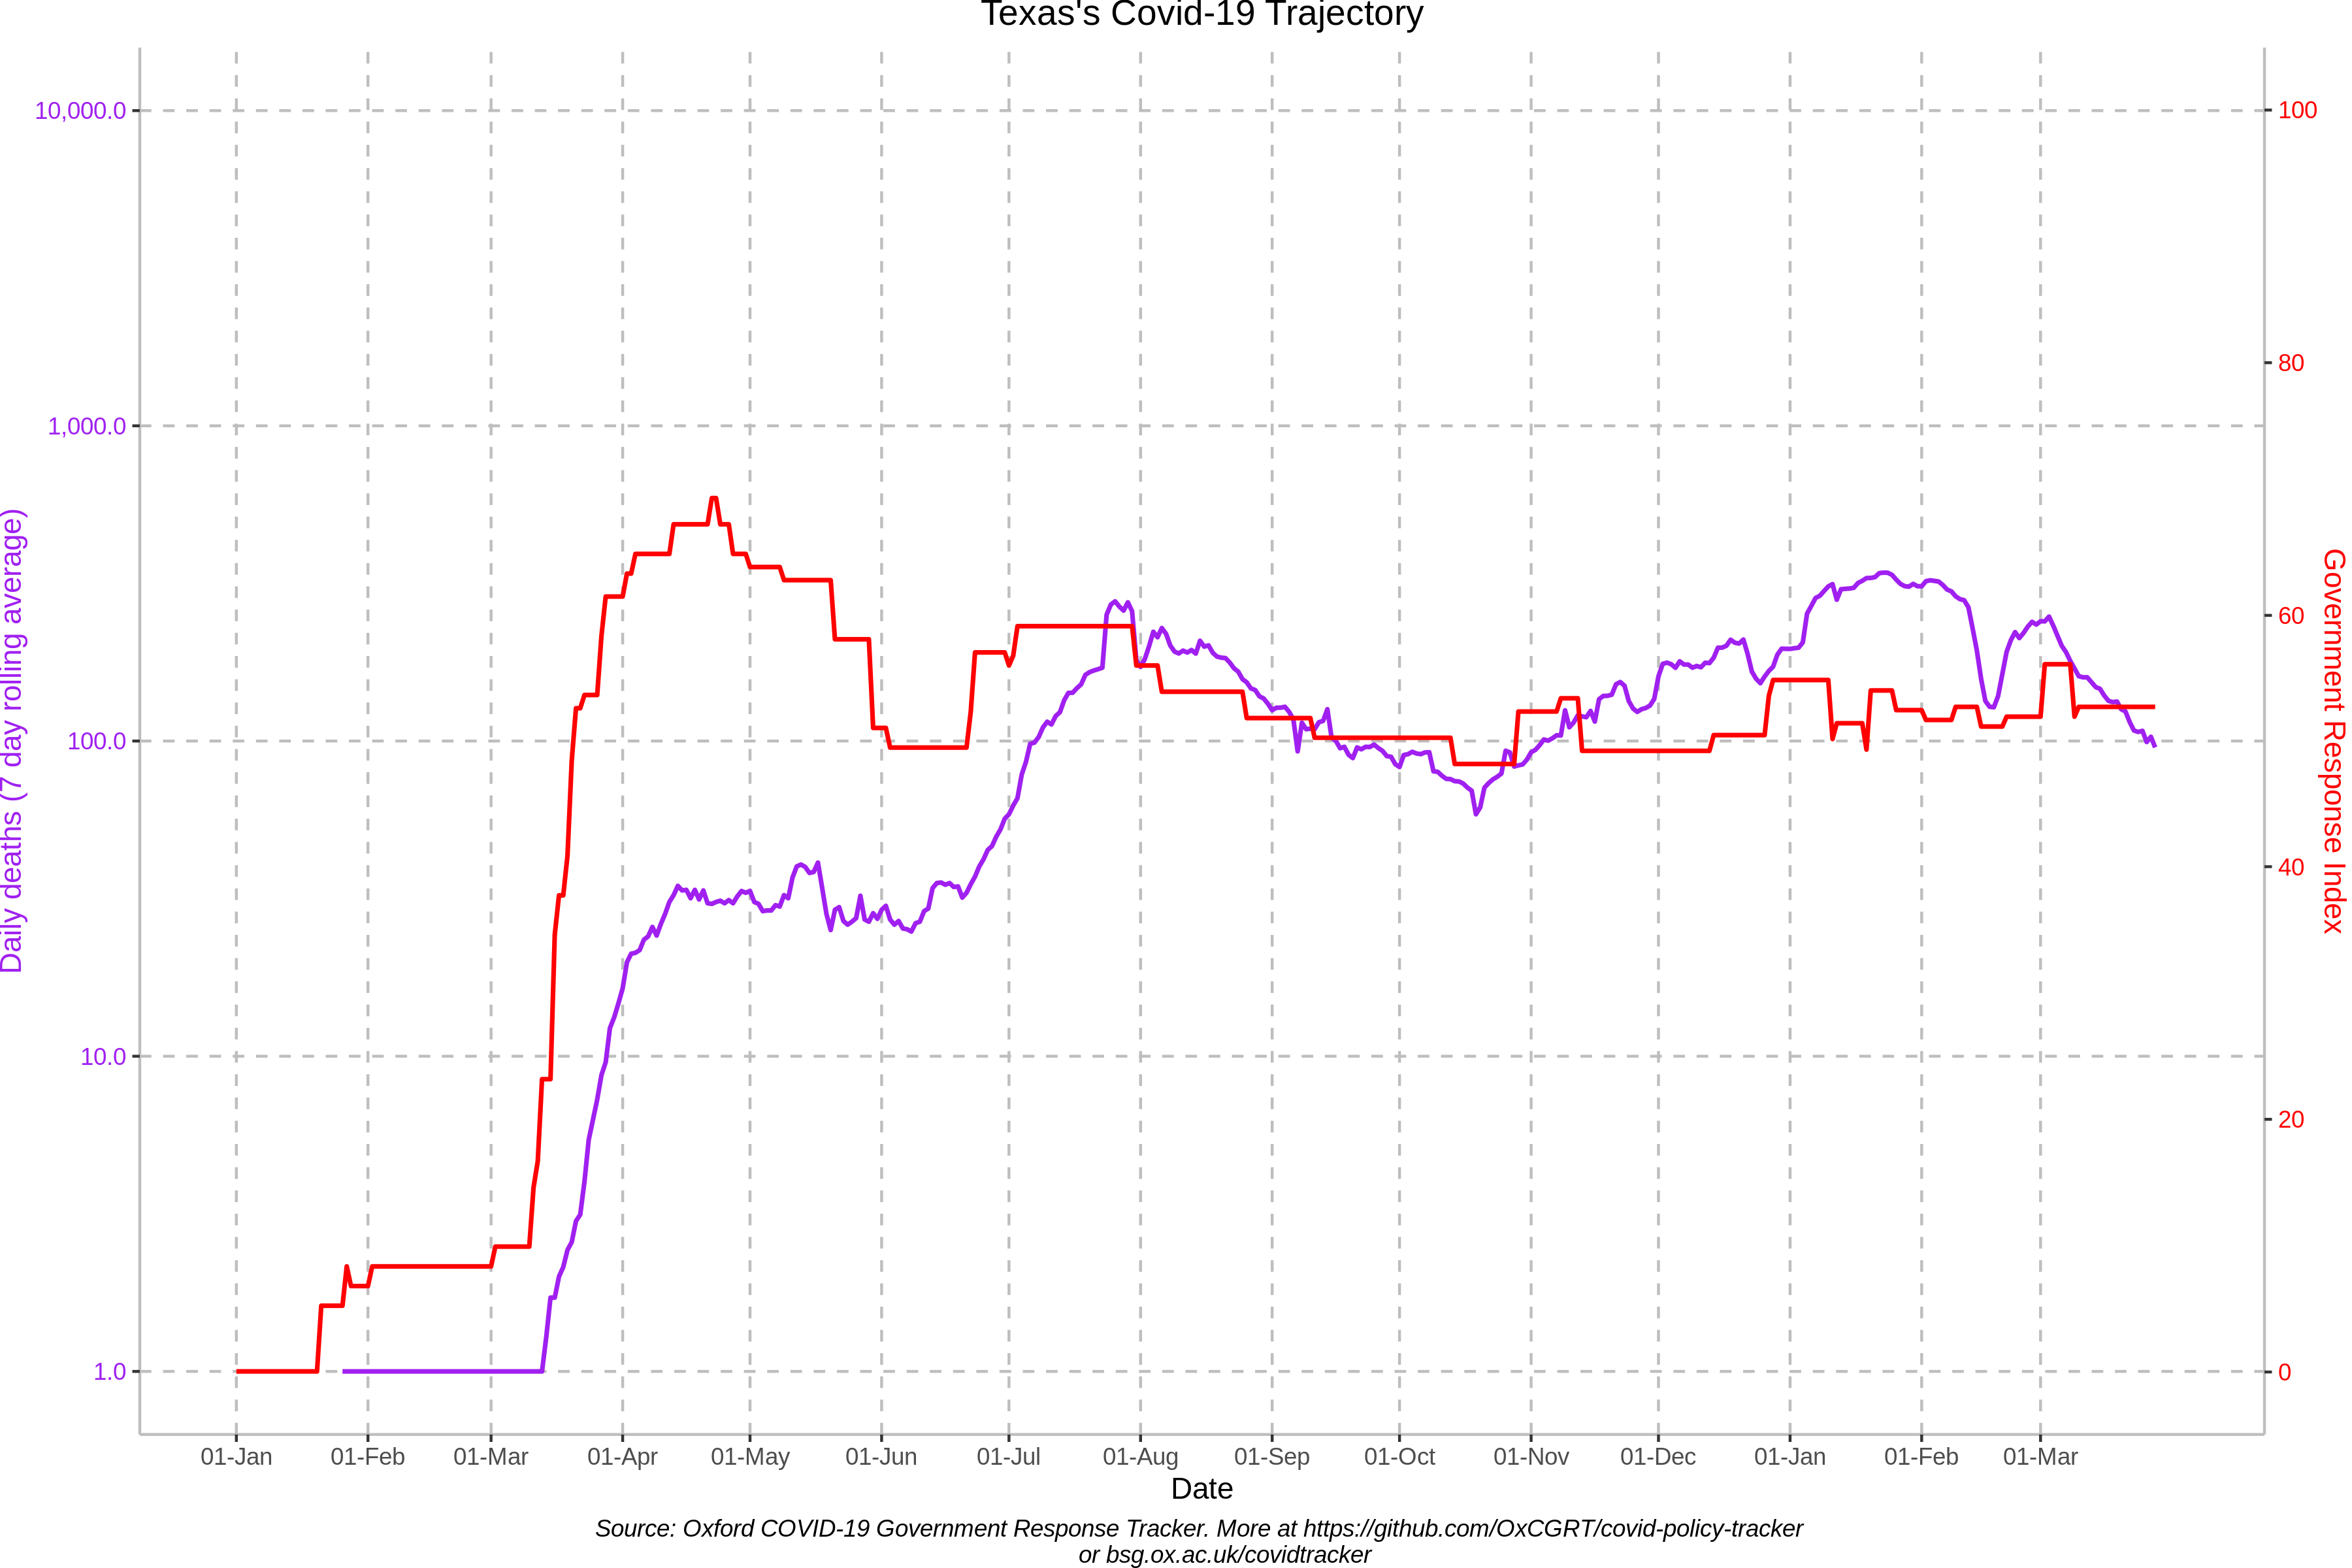 Texas's Covid-19 Trajectory
10,000.0
1,000.0
100.0
10.0
1.0
Daily deaths (7 day rolling average)
100
80
60
40
20
0
Government Response Index
01-Jan 01-Feb 01-Mar 01-Apr 01-May 01-Jun 01-Jul 01-Aug 01-Sep 01-Oct 01-Nov 01-Dec 01-Jan 01-Feb 01-Mar
Date
Source: Oxford COVID-19 Government Response Tracker. More at https://github.com/OxCGRT/covid-policy-tracker
or bsg.ox.ac.uk/covidtracker